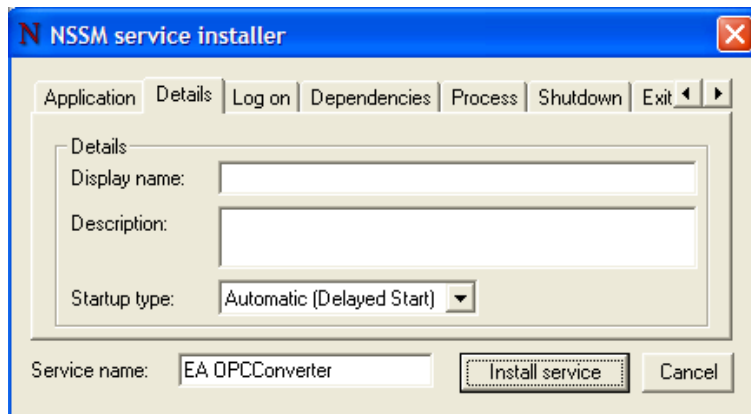 N NSSM service installer
Application Details Log on Dependencies Process Shutdown Exit
Details
Display name:
Description:
Startup type: Automatic (Delayed Start)
Service name: EA OPCConverter Install service Cancel